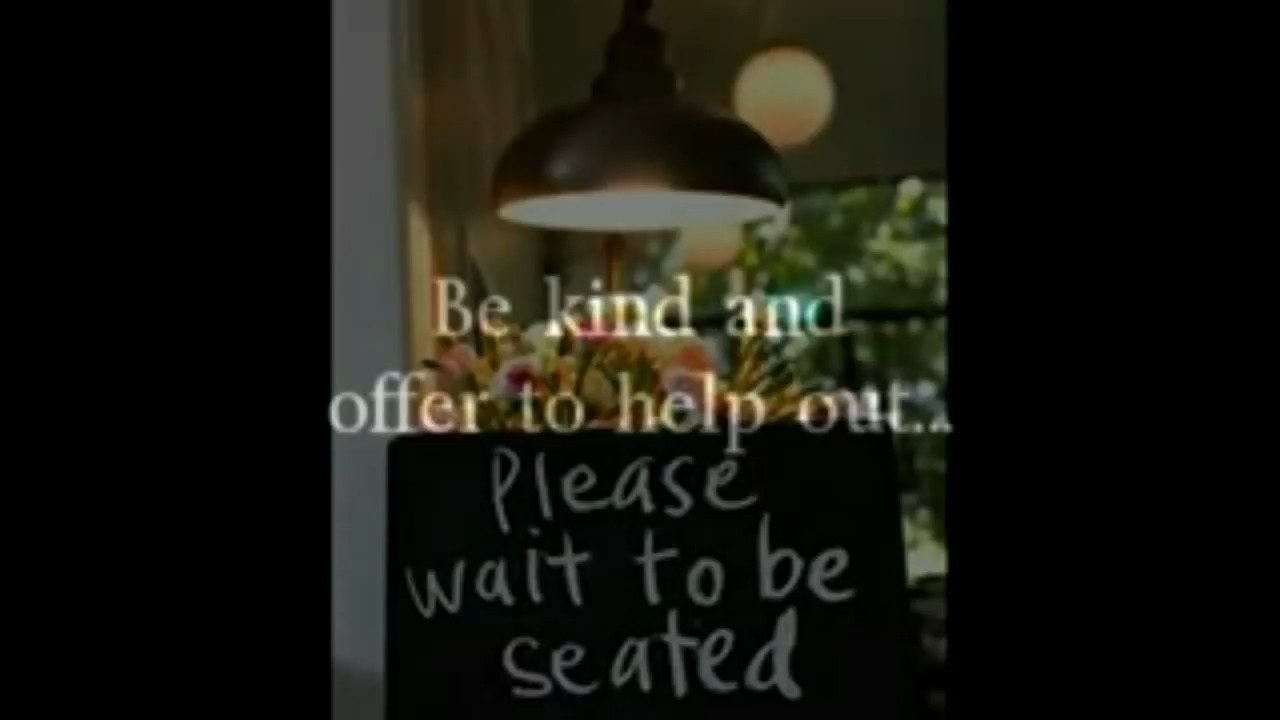 Be kind and
offer to help out...
Please
wait to be
seated